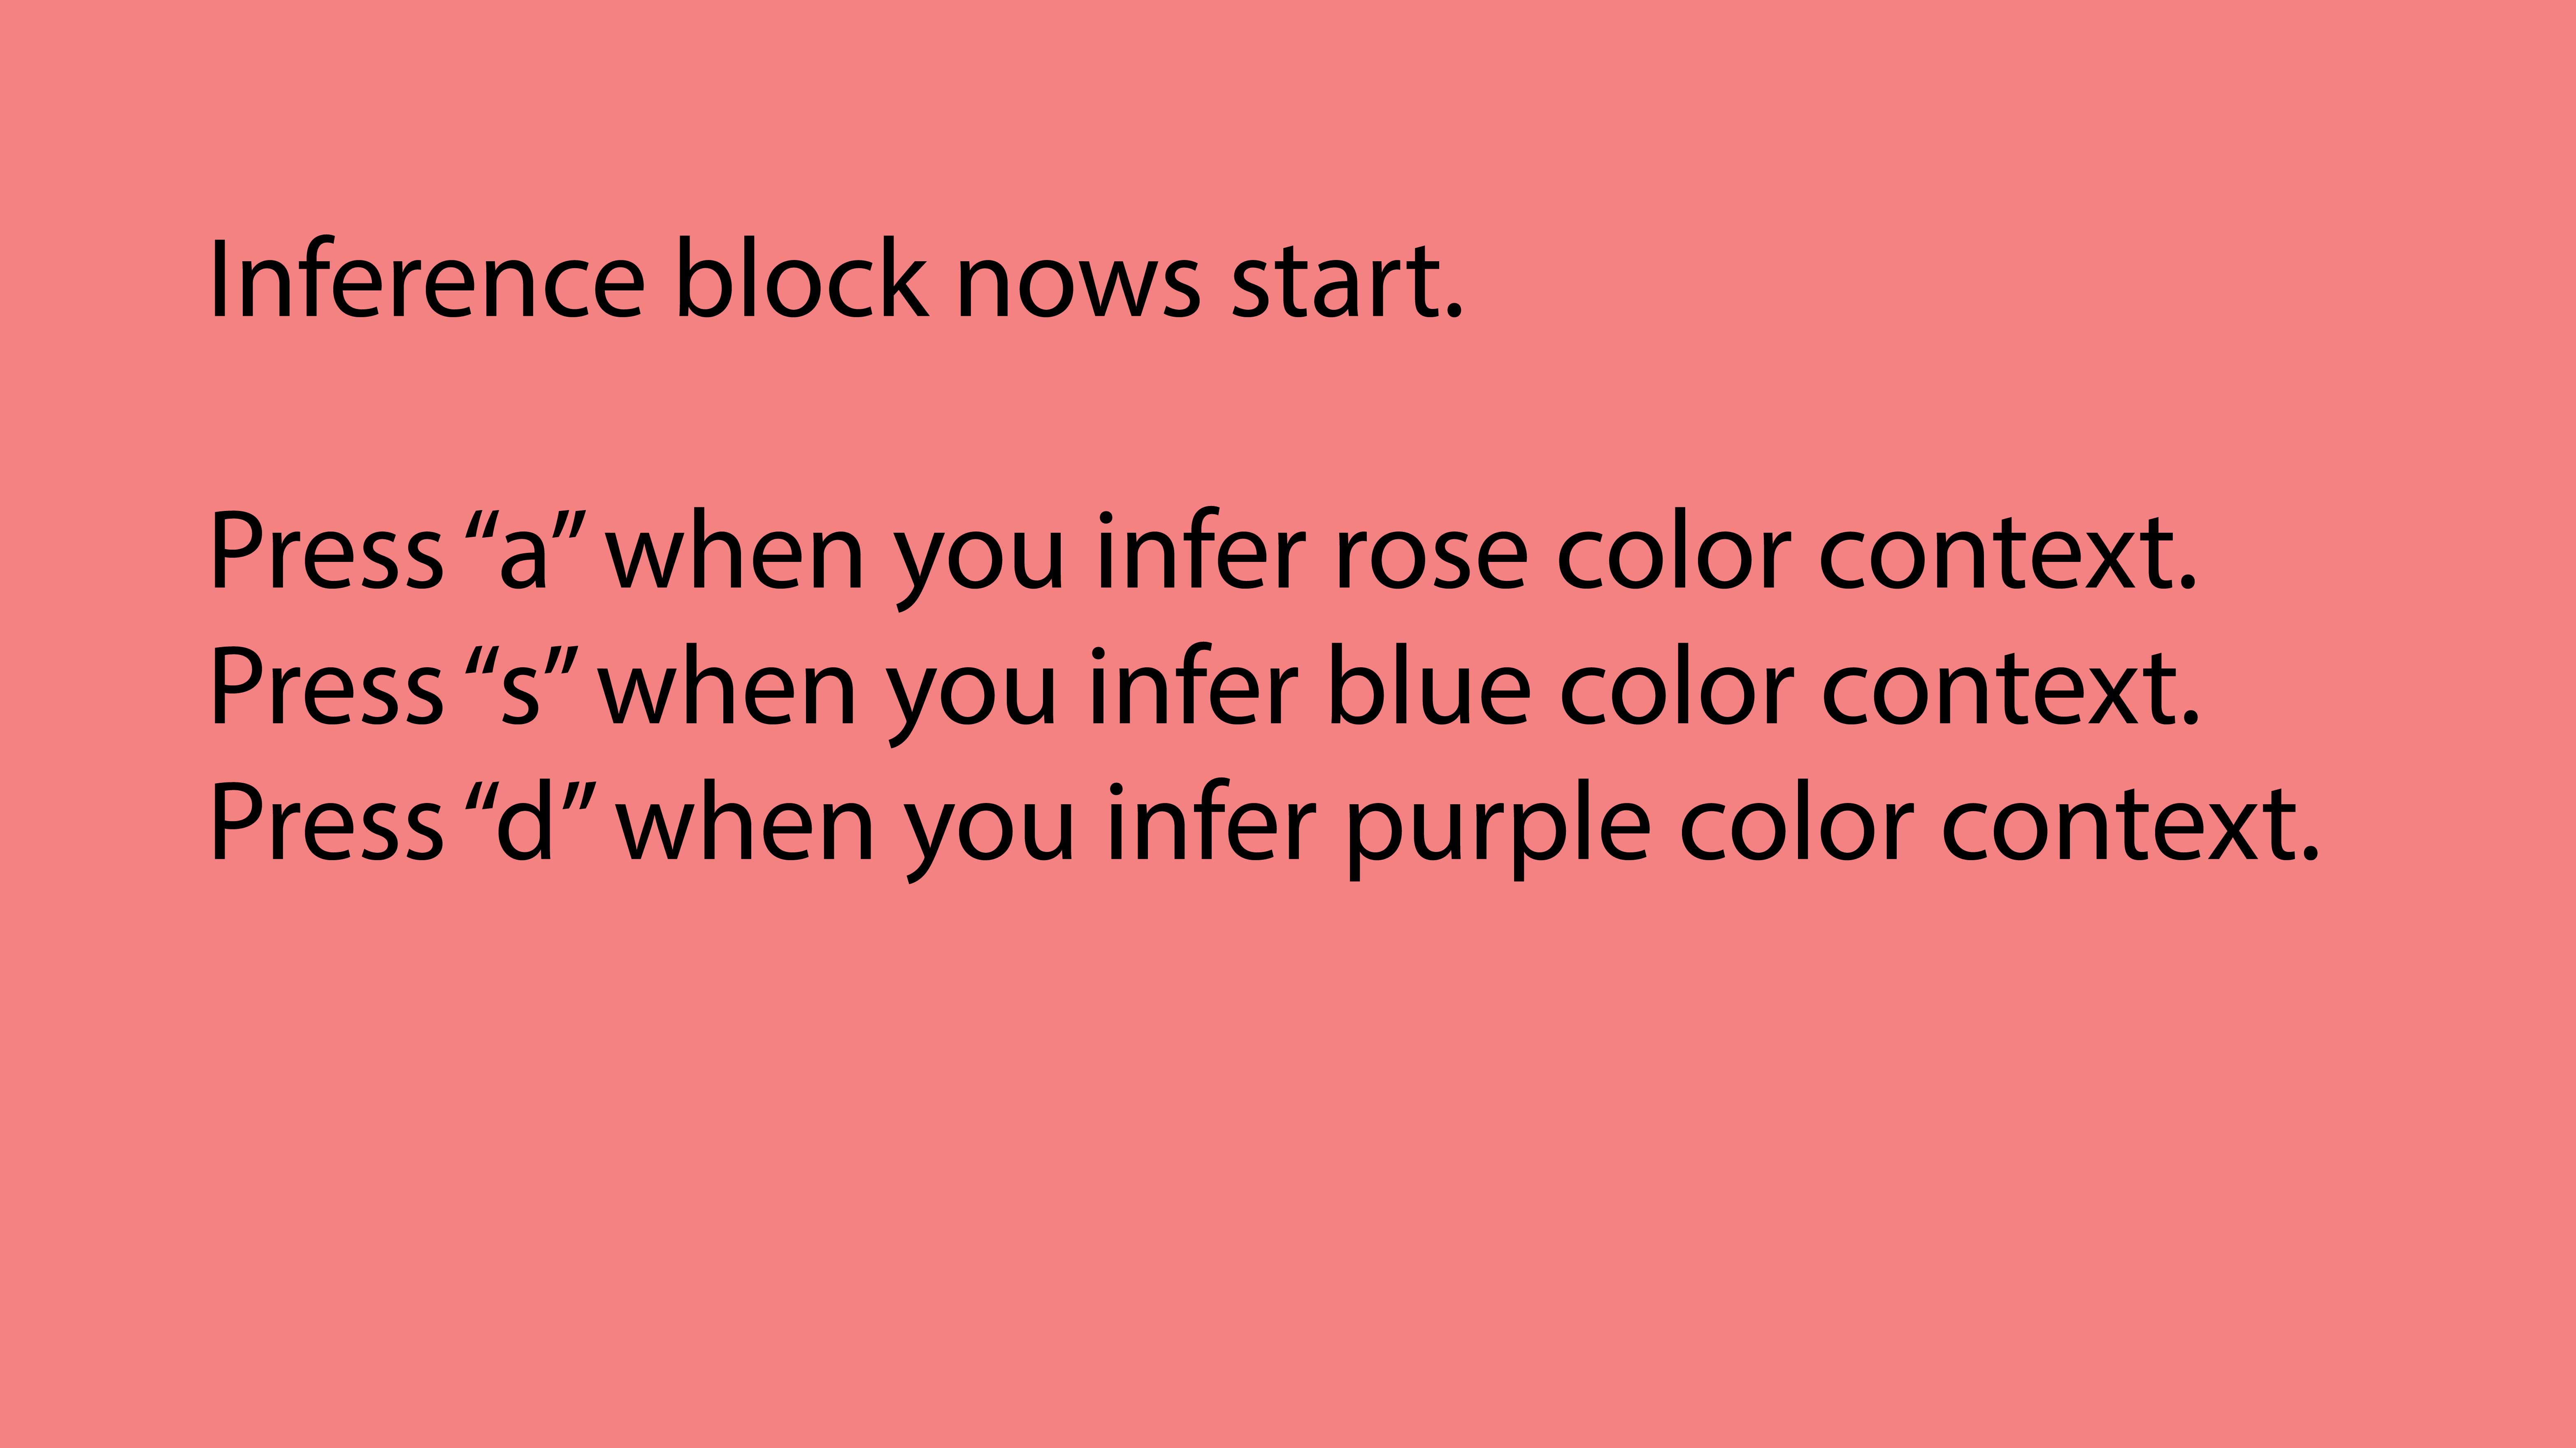 Inference block nows start.
Press “a” when you infer rose color context.
Press “s” when you infer blue color context.
Press “d” when you infer purple color context.